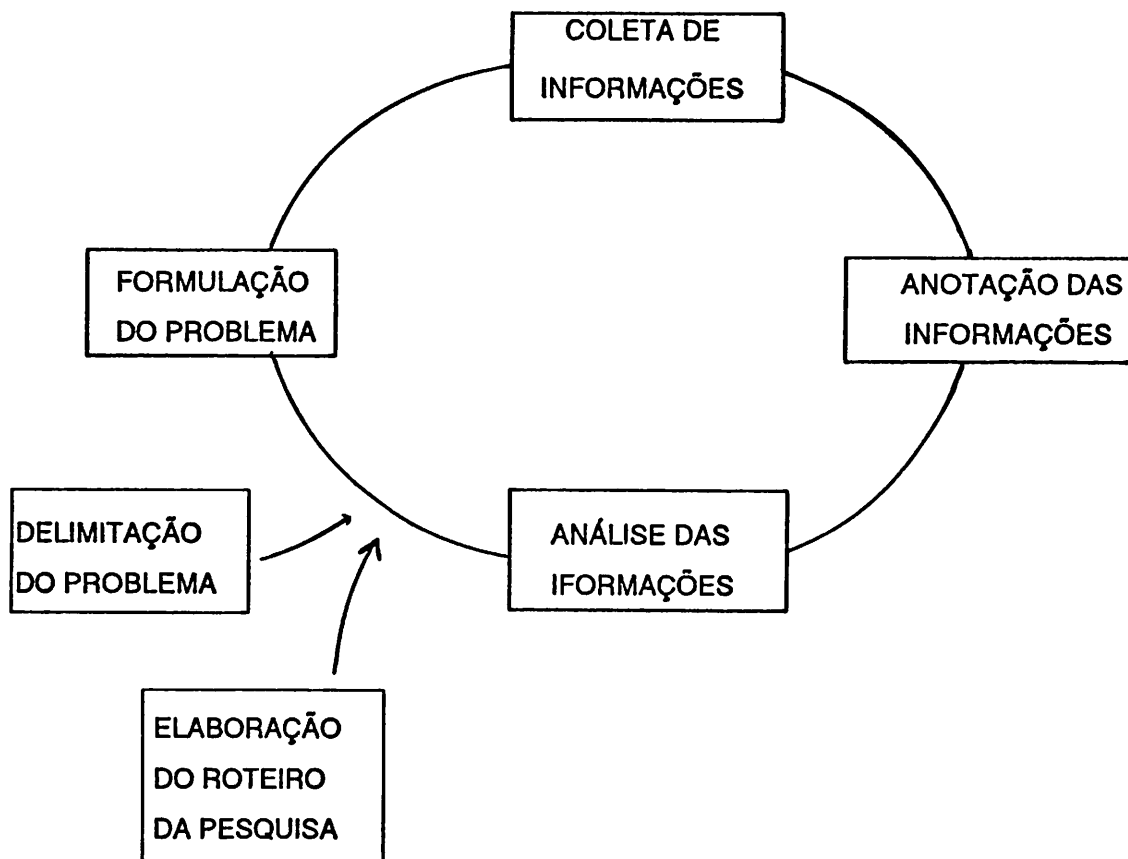 COLETA DE
INFORMAÇÕES
FORMULAÇÃO
DO PROBLEMA
ANOTAÇÃO DAS
INFORMAÇÕES
DELIMITAÇÃO
DO PROBLEMA
ANÁLISE DAS
IFORMAÇÕES
ELABORAÇÃO
DO ROTEIRO
DA PESQUISA